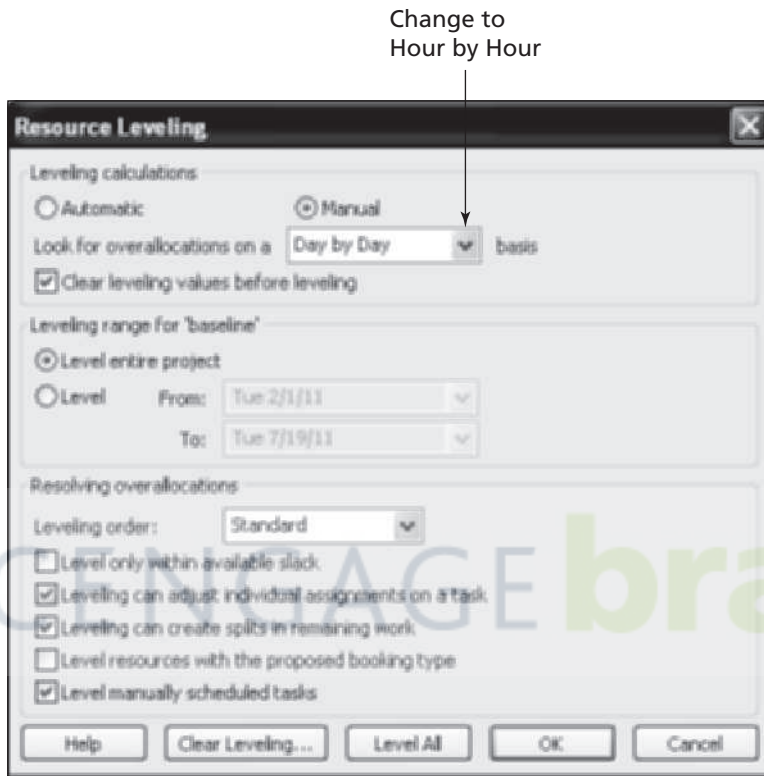 Change to
Hour by Hour
Resource Leveling
Leveling calculations
Automatic Manual
Look for overallocations on a Day by Day basis
Clear leveling values before leveling
Leveling range for 'baseline'
Level entire project
Level From: Tue 2/1/11
To: Tue 7/19/11
Resolving overallocations
Leveling order: Standard
Level only within available slack
Leveling can adjust individual assignments on a task
Leveling can create splits in remaining work
Level resources with the proposed booking type
Level manually scheduled tasks
Help Clear Leveling... Level All OK Cancel
CENGAGE bra